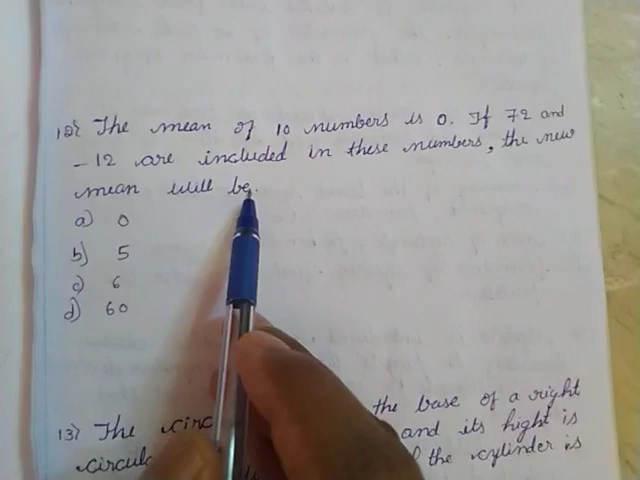 12) The mean of 10 numbers is 0. If 72 and
- 12 are included in these numbers, the new
mean will be.
a) 0
b) 5
c) 6
d) 60
13) The circ the base of a right
circula and its hight is
the cylinder is